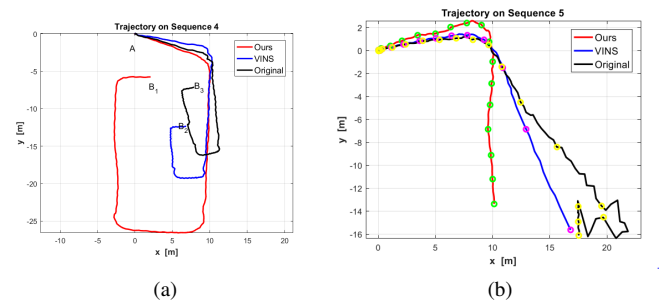 Trajectory on Sequence 4
Ours
VINS
Original
A
B1
B2
B3
0
-5
-10
-15
-20
-25
y [m]
-10 -5 0 5 10 15 20
x [m]
(a)
Trajectory on Sequence 5
Ours
VINS
Original
2
0
-2
-4
-6
-8
-10
-12
-14
-16
y [m]
0 5 10 15 20
x [m]
(b)